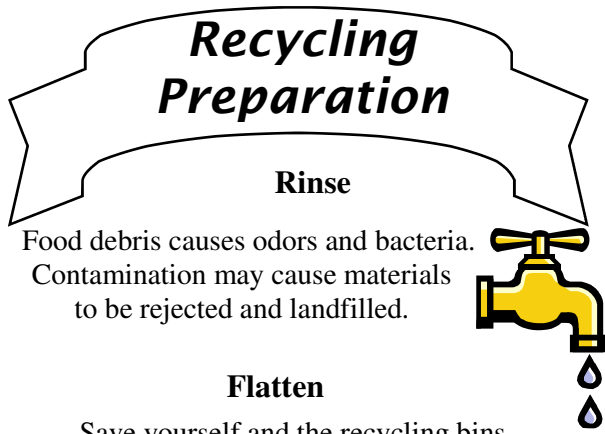 Recycling
Preparation
Rinse
Food debris causes odors and bacteria.
Contamination may cause materials
to be rejected and landfilled.
Flatten
Save yourself and the recycling bins